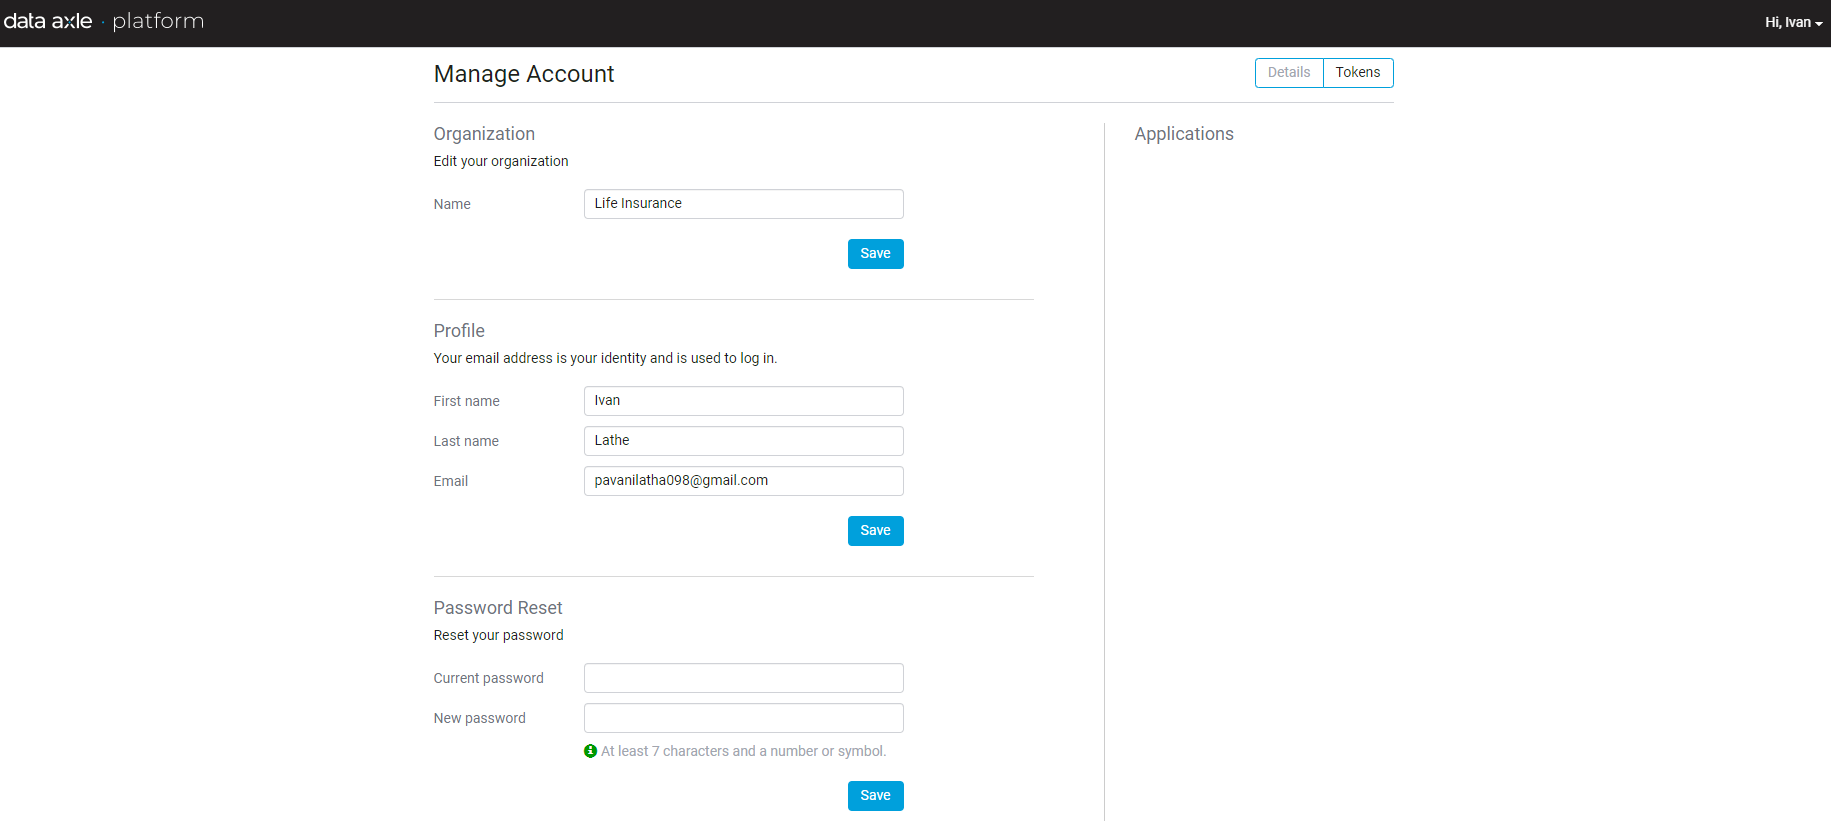 data axle · platform
Hi, Ivan
Manage Account
Details
Tokens
Organization
Edit your organization
Name
Life Insurance
Save
Applications
Profile
Your email address is your identity and is used to log in.
First name
Ivan
Last name
Lathe
Email
pavanilatha098@gmail.com
Save
Password Reset
Reset your password
Current password
New password
At least 7 characters and a number or symbol.
Save